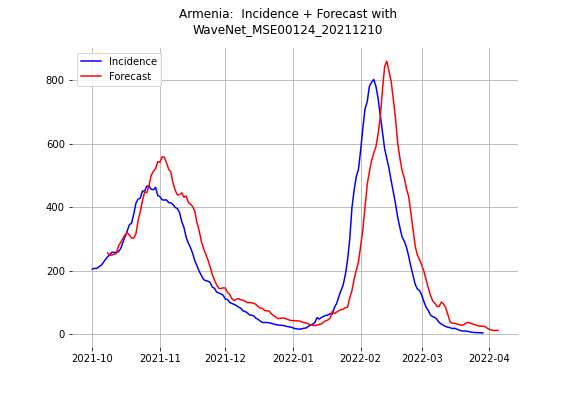 Armenia:  Incidence + Forecast with
WaveNet_MSE00124_20211210
Incidence
Forecast
800
600
400
200
0
2021-10 2021-11 2021-12 2022-01 2022-02 2022-03 2022-04